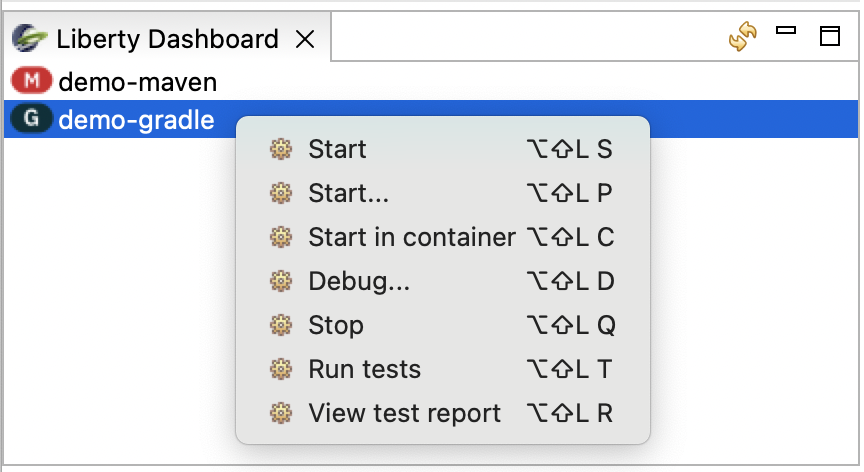 Liberty Dashboard
M demo-maven
G demo-gradle
Start ⌥⇧L S
Start... ⌥⇧L P
Start in container ⌥⇧L C
Debug... ⌥⇧L D
Stop ⌥⇧L Q
Run tests ⌥⇧L T
View test report ⌥⇧L R